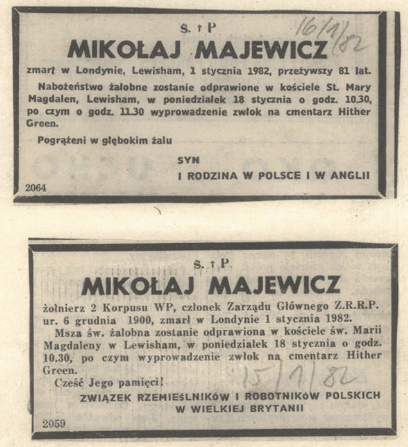 Ś. † P.
16/1/82
MIKOŁAJ MAJEWICZ
zmarł w Londynie, Lewisham, 1 stycznia 1982, przeżywszy 81 lat.
Nabożeństwo żałobne zostanie odprawione w kościele St. Mary
Magdalen, Lewisham, w poniedziałek 18 stycznia o godz. 10.30,
po czym o godz. 11.30 wyprowadzenie zwłok na cmentarz Hither
Green.
Pogrążeni w głębokim żalu
SYN
I RODZINA W POLSCE I W ANGLII
2064
Ś. † P.
MIKOŁAJ MAJEWICZ
żołnierz 2 Korpusu WP, członek Zarządu Głównego Z.R.R.P.
ur. 6 grudnia 1900, zmarł w Londynie 1 stycznia 1982.
Msza św. żałobna zostanie odprawiona w kościele św. Marii
Magdaleny w Lewisham, w poniedziałek 18 stycznia o godz.
10.30, po czym wyprowadzenie zwłok na cmentarz Hither
Green.
Cześć Jego pamięci!
15/1/82
ZWIĄZEK RZEMIEŚLNIKÓW I ROBOTNIKÓW POLSKICH
W WIELKIEJ BRYTANII
2059